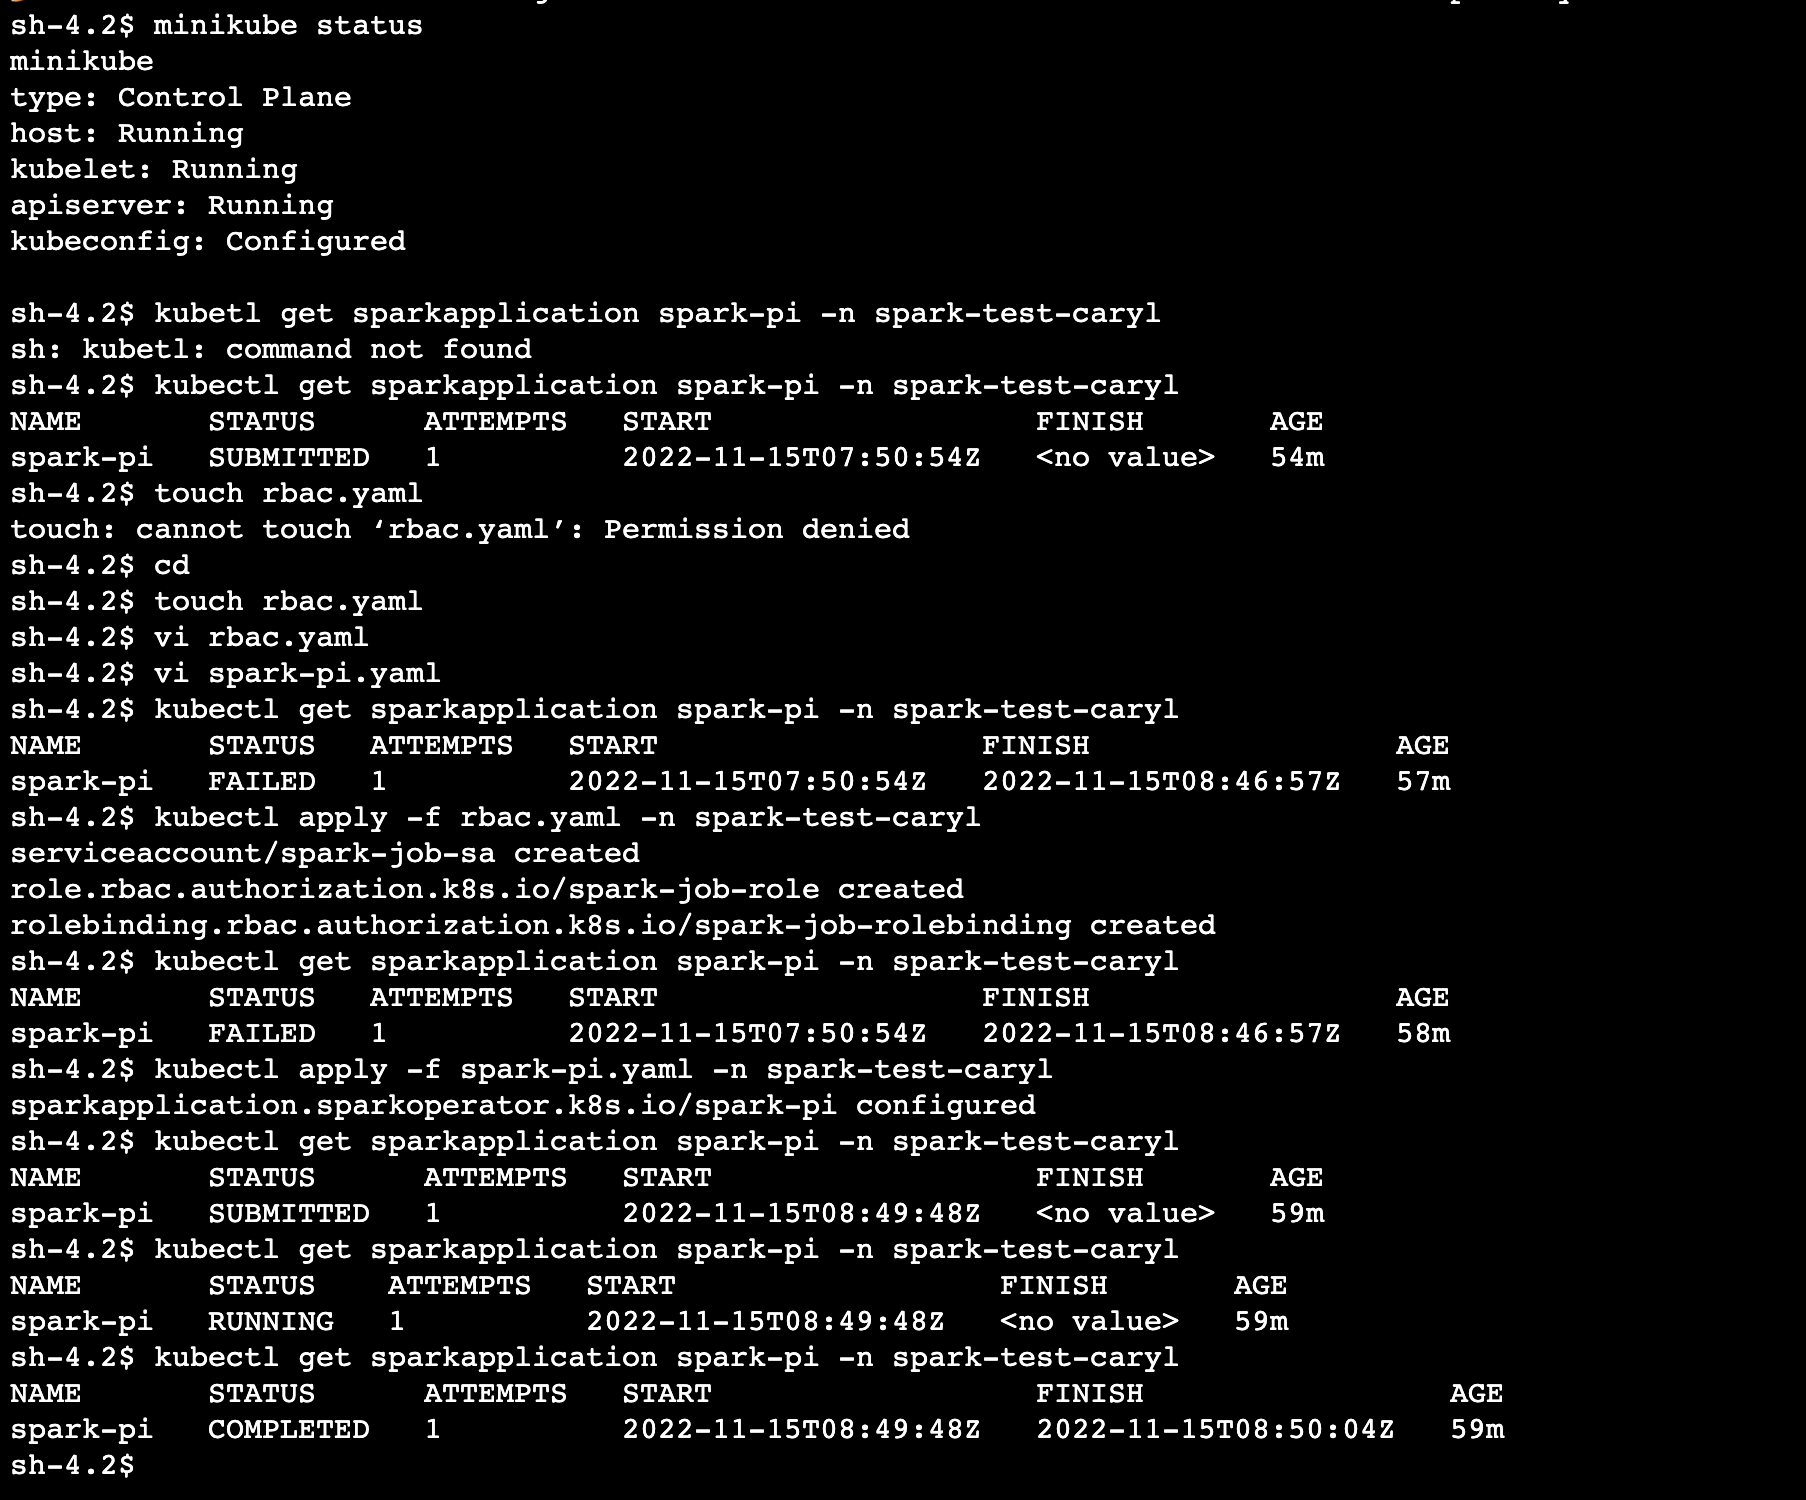 sh-4.2$ minikube status
minikube
type: Control Plane
host: Running
kubelet: Running
apiserver: Running
kubeconfig: Configured
sh-4.2$ kubetl get sparkapplication spark-pi -n spark-test-caryl
sh: kubetl: command not found
sh-4.2$ kubectl get sparkapplication spark-pi -n spark-test-caryl
NAME STATUS ATTEMPTS START FINISH AGE
spark-pi SUBMITTED 1 2022-11-15T07:50:54Z <no value> 54m
sh-4.2$ touch rbac.yaml
touch: cannot touch ‘rbac.yaml’: Permission denied
sh-4.2$ cd
sh-4.2$ touch rbac.yaml
sh-4.2$ vi rbac.yaml
sh-4.2$ vi spark-pi.yaml
sh-4.2$ kubectl get sparkapplication spark-pi -n spark-test-caryl
NAME STATUS ATTEMPTS START FINISH AGE
spark-pi FAILED 1 2022-11-15T07:50:54Z 2022-11-15T08:46:57Z 57m
sh-4.2$ kubectl apply -f rbac.yaml -n spark-test-caryl
serviceaccount/spark-job-sa created
role.rbac.authorization.k8s.io/spark-job-role created
rolebinding.rbac.authorization.k8s.io/spark-job-rolebinding created
sh-4.2$ kubectl get sparkapplication spark-pi -n spark-test-caryl
NAME STATUS ATTEMPTS START FINISH AGE
spark-pi FAILED 1 2022-11-15T07:50:54Z 2022-11-15T08:46:57Z 58m
sh-4.2$ kubectl apply -f spark-pi.yaml -n spark-test-caryl
sparkapplication.sparkoperator.k8s.io/spark-pi configured
sh-4.2$ kubectl get sparkapplication spark-pi -n spark-test-caryl
NAME STATUS ATTEMPTS START FINISH AGE
spark-pi SUBMITTED 1 2022-11-15T08:49:48Z <no value> 59m
sh-4.2$ kubectl get sparkapplication spark-pi -n spark-test-caryl
NAME STATUS ATTEMPTS START FINISH AGE
spark-pi RUNNING 1 2022-11-15T08:49:48Z <no value> 59m
sh-4.2$ kubectl get sparkapplication spark-pi -n spark-test-caryl
NAME STATUS ATTEMPTS START FINISH AGE
spark-pi COMPLETED 1 2022-11-15T08:49:48Z 2022-11-15T08:50:04Z 59m
sh-4.2$